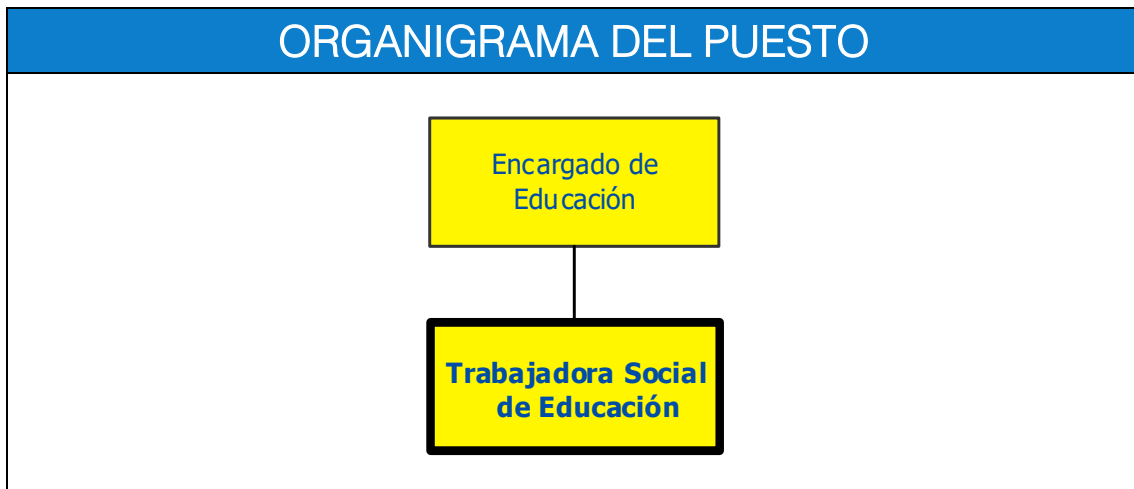 ORGANIGRAMA DEL PUESTO
Encargado de
Educación
Trabajadora Social
de Educación